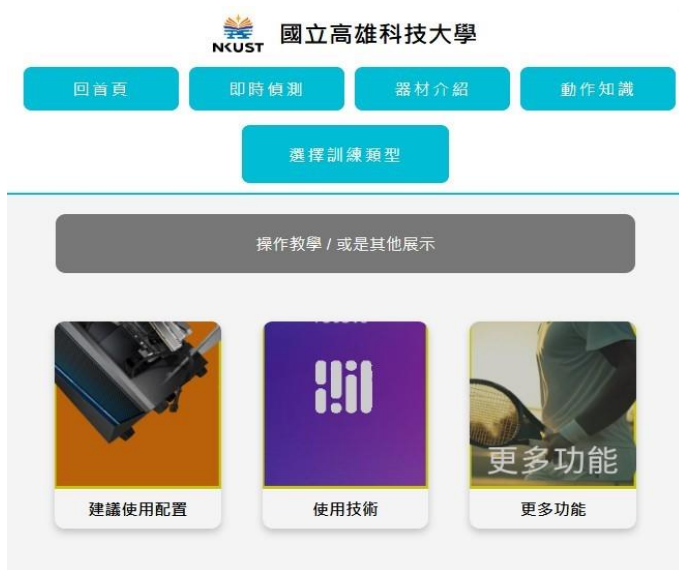 NKUST 國立高雄科技大學
回首頁 即時偵測 器材介紹 動作知識
選擇訓練類型
操作教學 / 或是其他展示
更多功能
建議使用配置 使用技術 更多功能